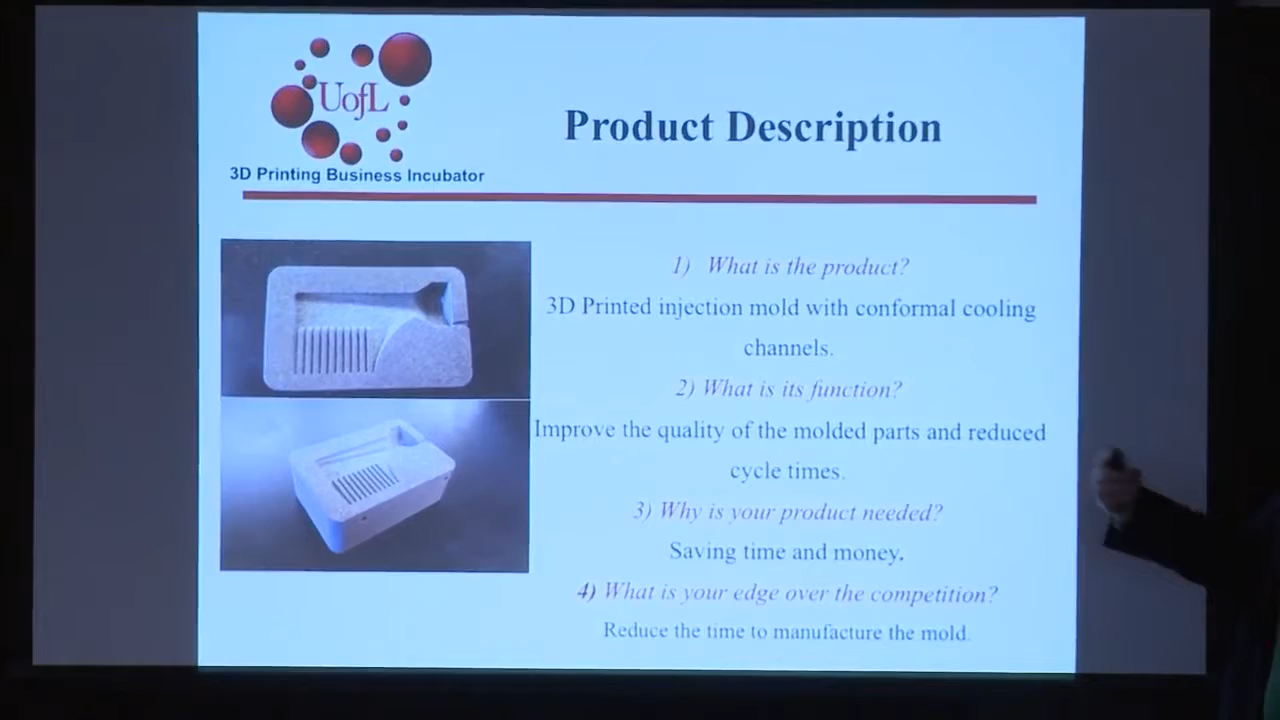 UofL
3D Printing Business Incubator
Product Description
1) What is the product?
3D Printed injection mold with conformal cooling
channels.
2) What is its function?
Improve the quality of the molded parts and reduced
cycle times.
3) Why is your product needed?
Saving time and money.
4) What is your edge over the competition?
Reduce the time to manufacture the mold.